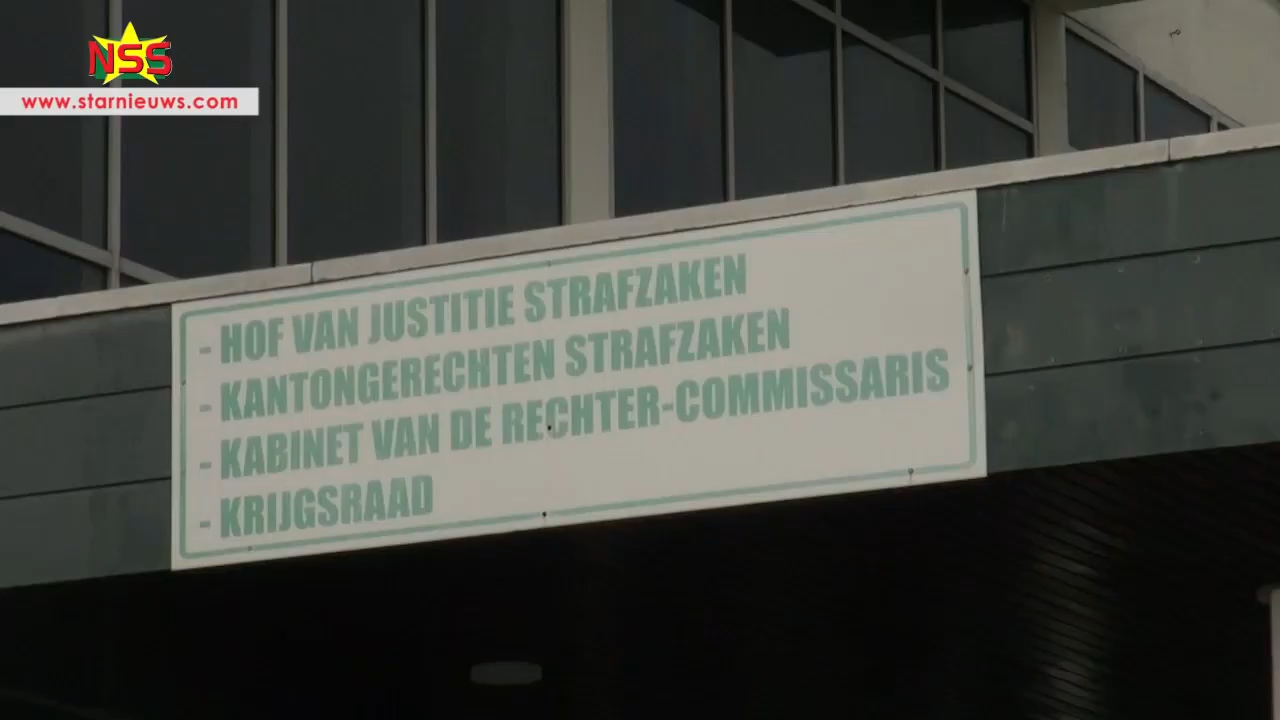 NSS
www.starnieuws.com
- HOF VAN JUSTITIE STRAFZAKEN
- KANTONGERECHTEN STRAFZAKEN
- KABINET VAN DE RECHTER-COMMISSARIS
- KRIJGSRAAD